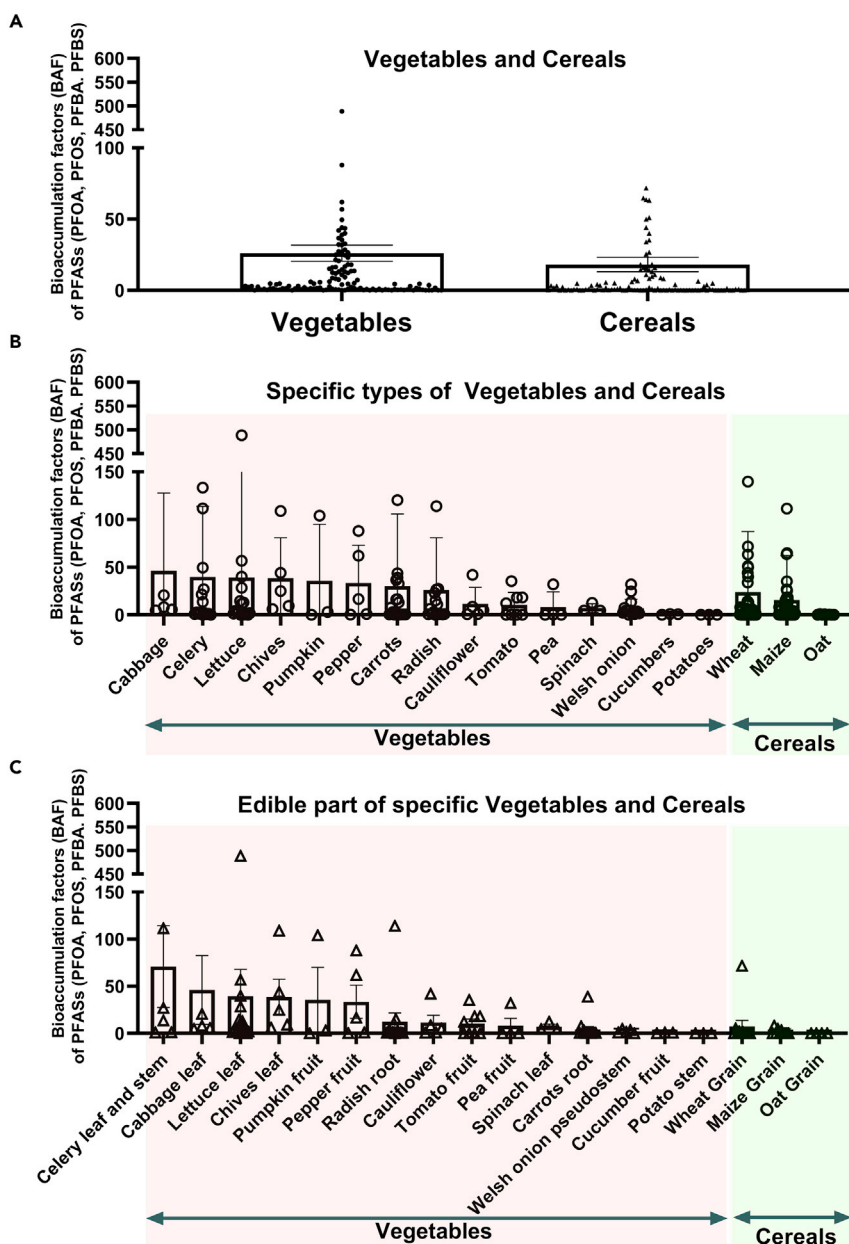 A
Bioaccumulation factors (BAF)
of PFASs (PFOA, PFOS, PFBA. PFBS)
Vegetables and Cereals
600
550
500
450
100
50
0
Vegetables
Cereals
B
Bioaccumulation factors (BAF)
of PFASs (PFOA, PFOS, PFBA. PFBS)
Specific types of Vegetables and Cereals
600
550
500
450
150
100
50
0
Cabbage
Celery
Lettuce
Chives
Pumpkin
Pepper
Carrots
Radish
Cauliflower
Tomato
Pea
Spinach
Welsh onion
Cucumbers
Potatoes
Wheat
Maize
Oat
Vegetables
Cereals
C
Bioaccumulation factors (BAF)
of PFASs (PFOA, PFOS, PFBA. PFBS)
Edible part of specific Vegetables and Cereals
600
550
500
450
150
100
50
0
Celery leaf and stem
Cabbage leaf
Lettuce leaf
Chives leaf
Pumpkin fruit
Pepper fruit
Radish root
Cauliflower
Tomato fruit
Pea fruit
Spinach leaf
Carrots root
Welsh onion pseudostem
Cucumber fruit
Potato stem
Wheat Grain
Maize Grain
Oat Grain
Vegetables
Cereals